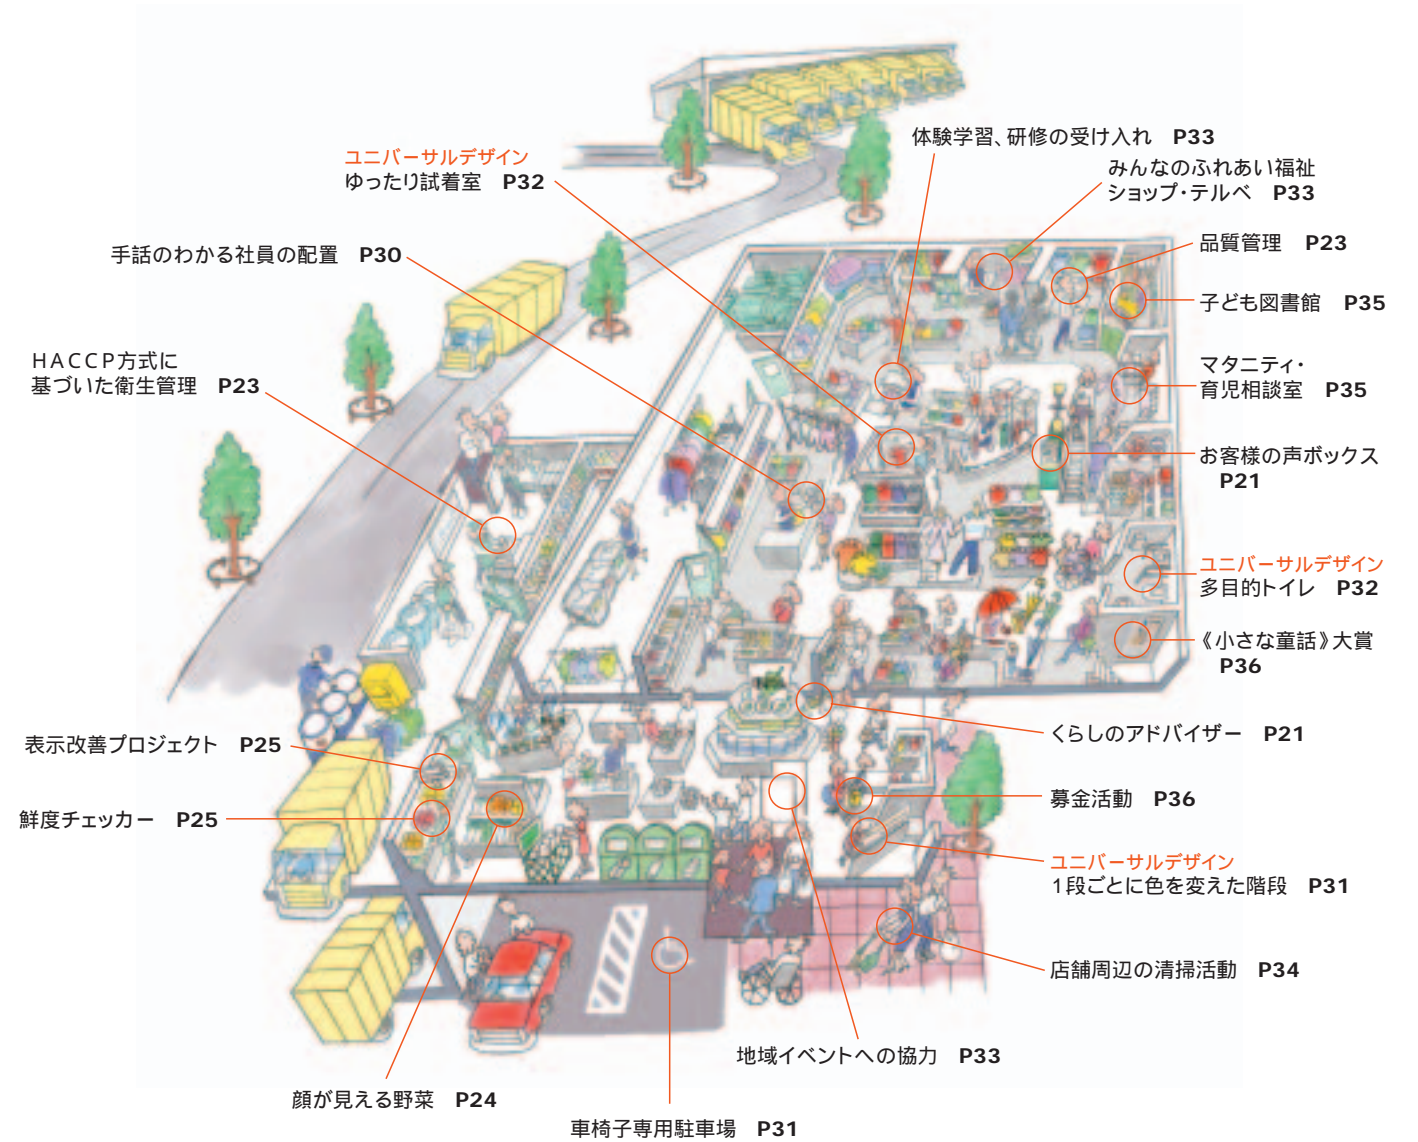 体験学習、研修の受け入れ P33
ユニバーサルデザイン
ゆったり試着室 P32
みんなのふれあい福祉
ショップ・テルベ P33
手話のわかる社員の配置 P30
品質管理 P23
子ども図書館 P35
HACCP方式に
基づいた衛生管理 P23
マタニティ・
育児相談室 P35
お客様の声ボックス
P21
ユニバーサルデザイン
多目的トイレ P32
《小さな童話》大賞
P36
くらしのアドバイザー P21
表示改善プロジェクト P25
募金活動 P36
鮮度チェッカー P25
ユニバーサルデザイン
1段ごとに色を変えた階段 P31
店舗周辺の清掃活動 P34
地域イベントへの協力 P33
顔が見える野菜 P24
車椅子専用駐車場 P31